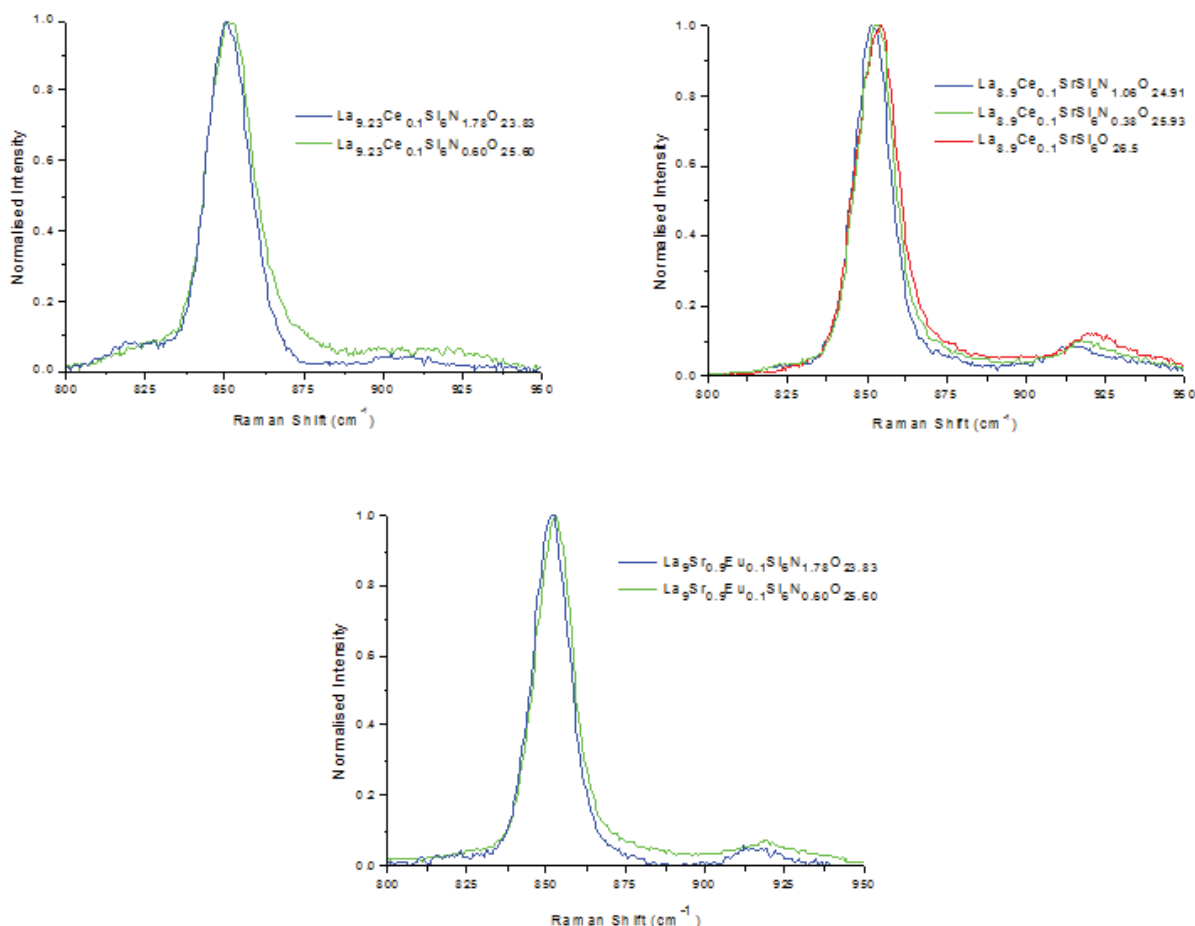 1.0
0.8
0.6
0.4
0.2
0.0
Normalised Intensity
800 825 850 875 900 925 950
Raman Shift (cm⁻¹)
La₉.₂₃Ce₀.₁Si₆N₁.₇₈O₂₃.₈₃
La₉.₂₃Ce₀.₁Si₆N₀.₆₀O₂₅.₆₀
1.0
0.8
0.6
0.4
0.2
0.0
Normalised Intensity
800 825 850 875 900 925 950
Raman Shift (cm⁻¹)
La₈.₉Ce₀.₁SrSi₆N₁.₀₆O₂₄.₉₁
La₈.₉Ce₀.₁SrSi₆N₀.₃₈O₂₅.₉₃
La₈.₉Ce₀.₁SrSi₆O₂₆.₅
1.0
0.8
0.6
0.4
0.2
0.0
Normalised Intensity
800 825 850 875 900 925 950
Raman Shift (cm⁻¹)
La₉Sr₀.₉Eu₀.₁Si₆N₁.₇₈O₂₃.₈₃
La₉Sr₀.₉Eu₀.₁Si₆N₀.₆₀O₂₅.₆₀